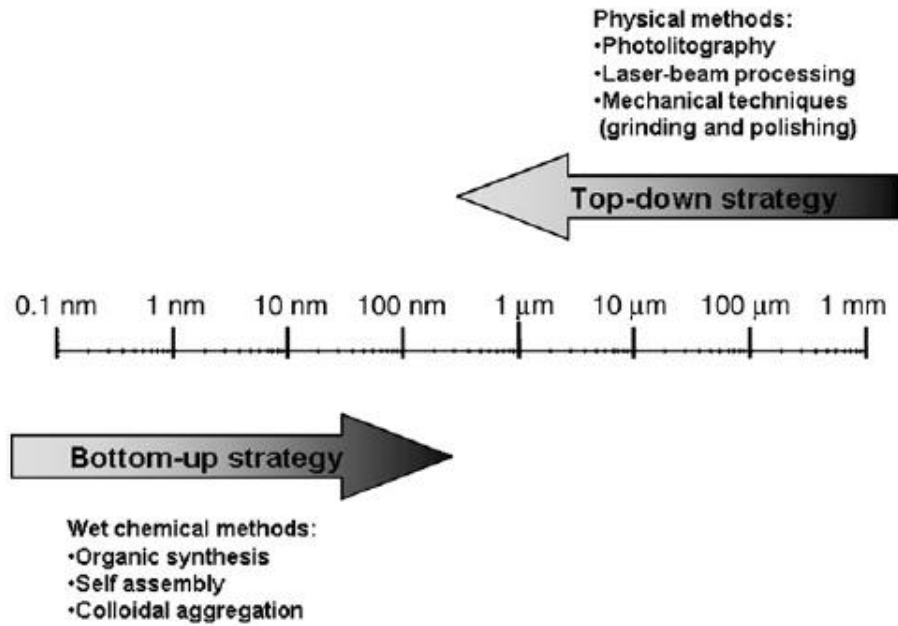 Physical methods:
•Photolitography
•Laser-beam processing
•Mechanical techniques
(grinding and polishing)
Top-down strategy
0.1 nm 1 nm 10 nm 100 nm 1 μm 10 μm 100 μm 1 mm
Bottom-up strategy
Wet chemical methods:
•Organic synthesis
•Self assembly
•Colloidal aggregation